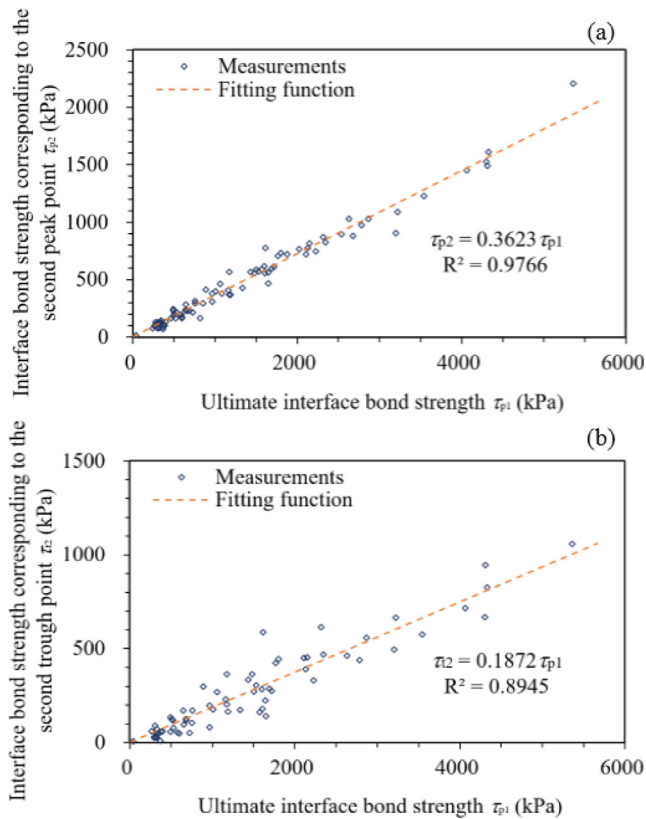 (a)
Interface bond strength corresponding to the
second peak point τp2 (kPa)
2500
2000
1500
1000
500
0
Measurements
Fitting function
τp2 = 0.3623 τp1
R² = 0.9766
0 2000 4000 6000
Ultimate interface bond strength τp1 (kPa)
(b)
Interface bond strength corresponding to the
second trough point τt2 (kPa)
1500
1000
500
0
Measurements
Fitting function
τt2 = 0.1872 τp1
R² = 0.8945
0 2000 4000 6000
Ultimate interface bond strength τp1 (kPa)